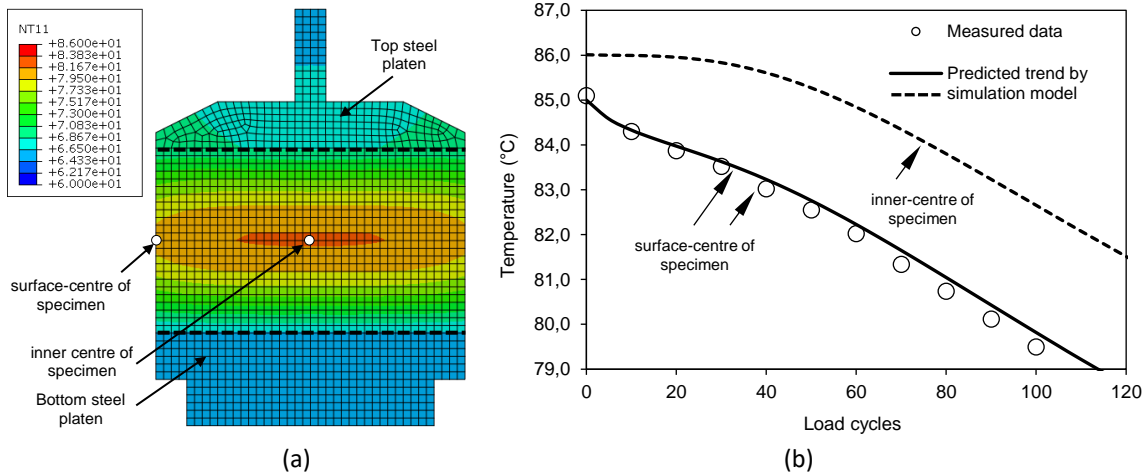 NT11
+8.600e+01
+8.383e+01
+8.167e+01
+7.950e+01
+7.733e+01
+7.517e+01
+7.300e+01
+7.083e+01
+6.867e+01
+6.650e+01
+6.433e+01
+6.217e+01
+6.000e+01
Top steel
platen
surface-centre of
specimen
inner centre of
specimen
Bottom steel
platen
(a)
Temperature (°C)
87,0
86,0
85,0
84,0
83,0
82,0
81,0
80,0
79,0
0
20
40
60
80
100
120
Load cycles
Measured data
Predicted trend by
simulation model
inner-centre of
specimen
surface-centre of
specimen
(b)